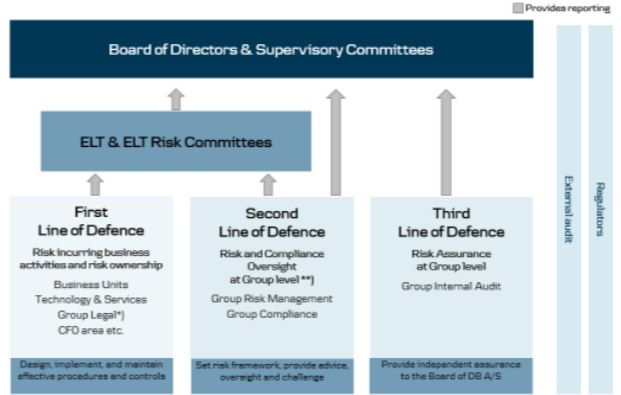 Provides reporting
Board of Directors & Supervisory Committees
ELT & ELT Risk Committees
First
Line of Defence
Risk incurring business
activities and risk ownership
Business Units
Technology & Services
Group Legal*)
CFO area etc.
Design, implement, and maintain
effective procedures and controls
Second
Line of Defence
Risk and Compliance
Oversight
at Group level **)
Group Risk Management
Group Compliance
Set risk framework, provide advice,
oversight and challenge
Third
Line of Defence
Risk Assurance
at Group level
Group Internal Audit
Provide independent assurance
to the Board of DB A/S
External audit
Regulators